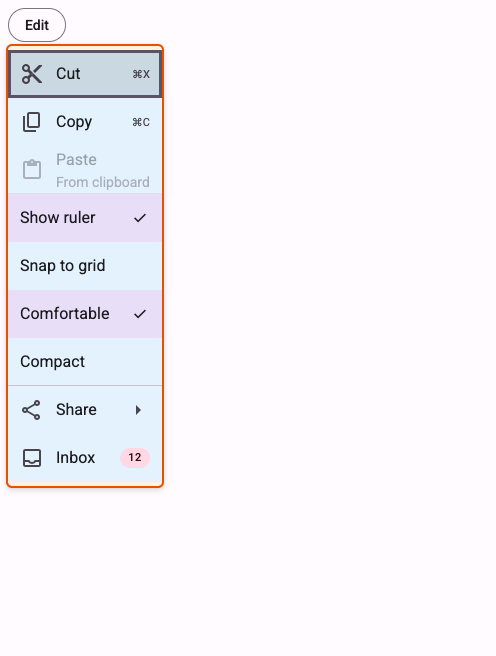 Edit
Cut ⌘X
Copy ⌘C
Paste
From clipboard
Show ruler
Snap to grid
Comfortable
Compact
Share
Inbox 12